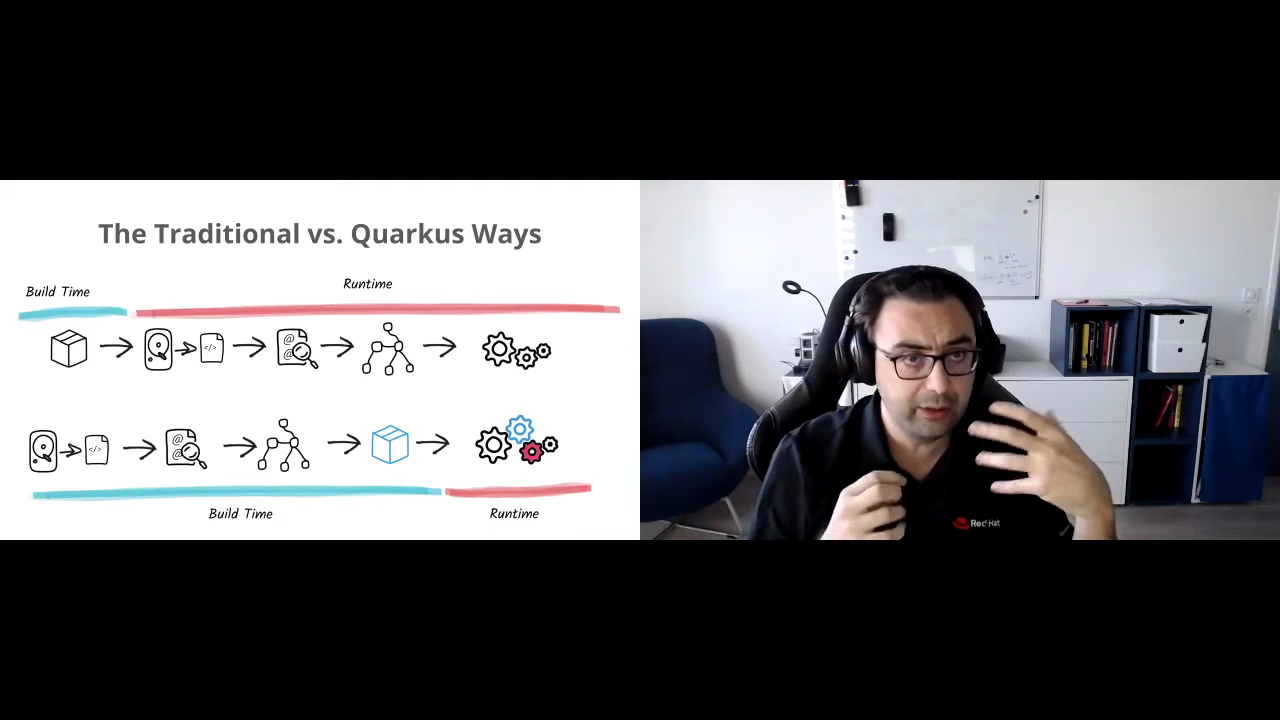 The Traditional vs. Quarkus Ways
Build Time
Runtime
</>
@
@
@
</>
@
Build Time
Runtime
Red Hat